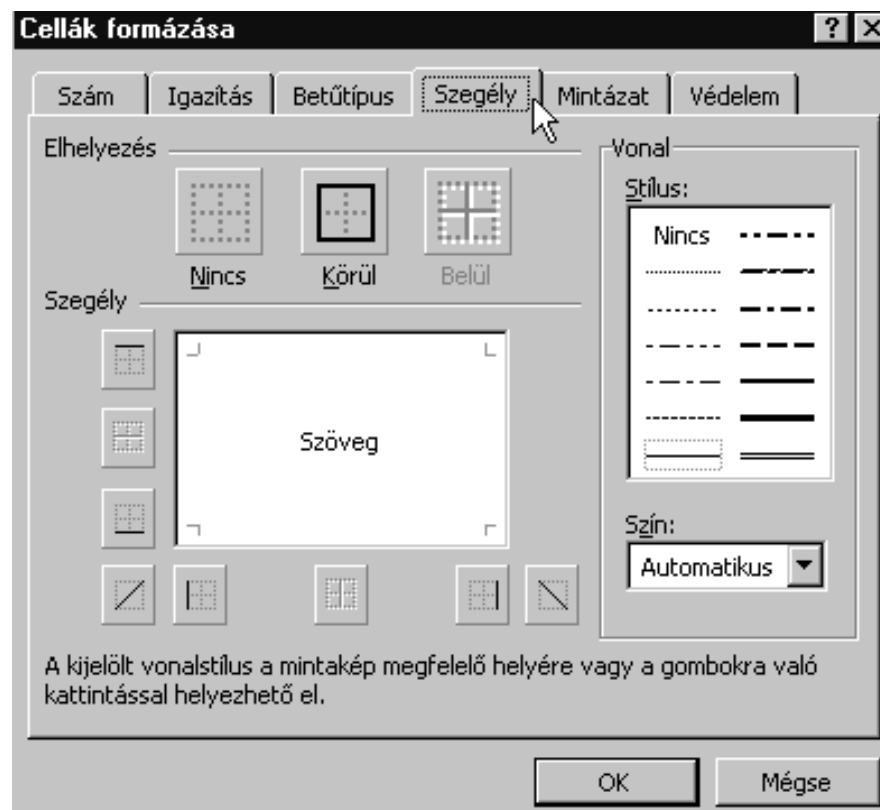 Cellák formázása
Szám Igazítás Betűtípus Szegély Mintázat Védelem
Elhelyezés
Nincs Körül Belül
Szegély
Szöveg
Vonal
Stílus:
Nincs
Szín:
Automatikus
A kijelölt vonalstílus a mintakép megfelelő helyére vagy a gombokra való
kattintással helyezhető el.
OK Mégse